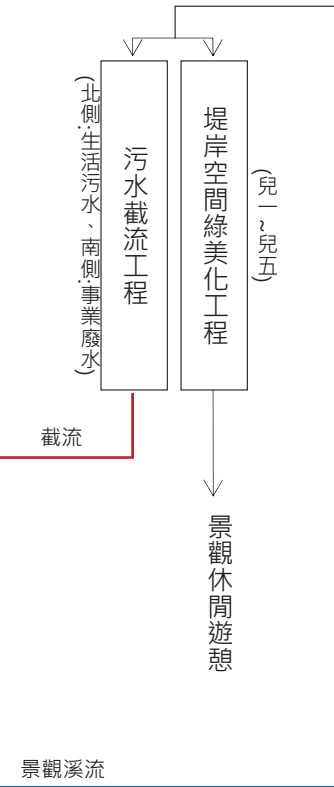 (兒一~兒五)
堤岸空間綠美化工程
污水截流工程
(北側:生活污水、南側:事業廢水)
截流
景觀休閒遊憩
景觀溪流